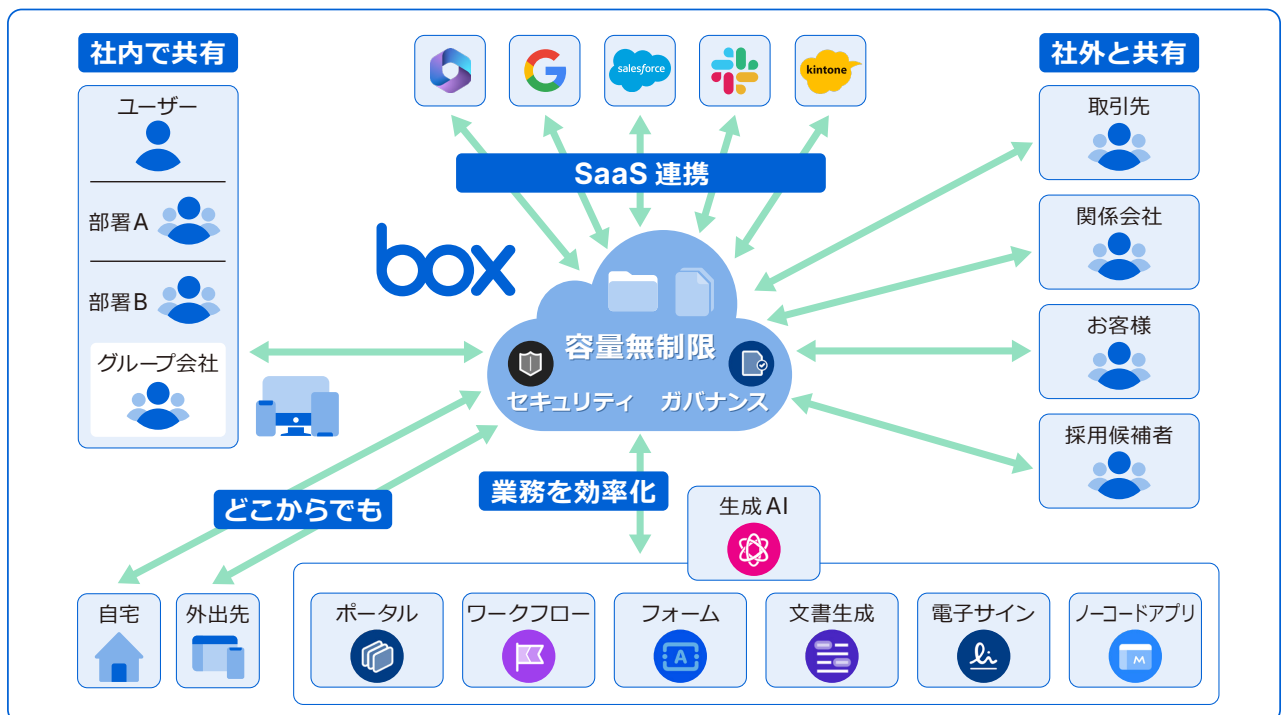 社内で共有
ユーザー
部署A
部署B
グループ会社
salesforce
kintone
SaaS 連携
box
容量無制限
セキュリティ
ガバナンス
社外と共有
取引先
関係会社
お客様
採用候補者
どこからでも
自宅
外出先
業務を効率化
生成 AI
ポータル
ワークフロー
フォーム
A
文書生成
電子サイン
ノーコードアプリ
M